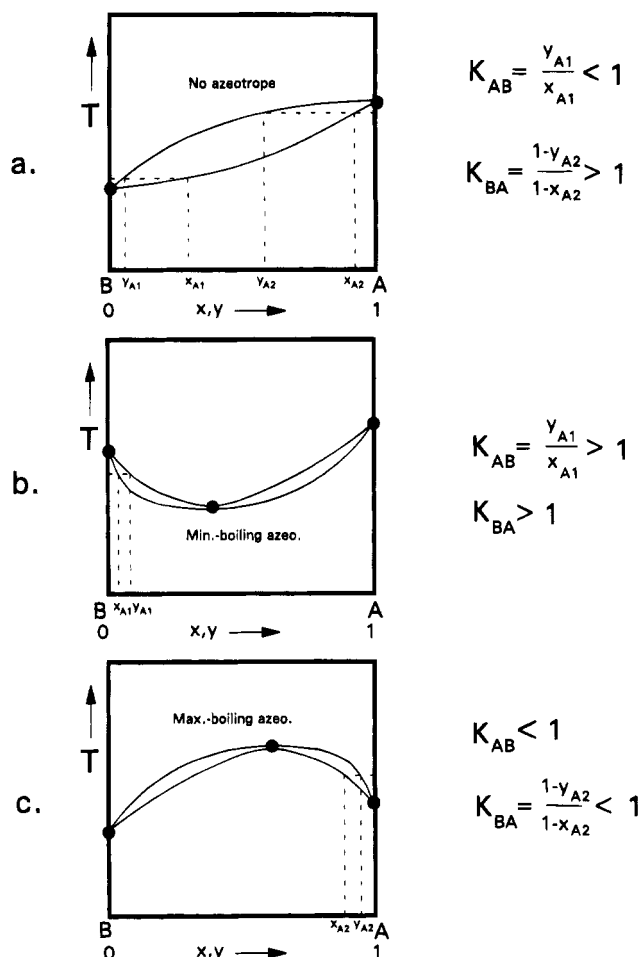 a.
T
No azeotrope
B y_A1 x_A1 y_A2 x_A2 A
0 x,y 1
K_AB = y_A1 / x_A1 < 1
K_BA = 1-y_A2 / 1-x_A2 > 1
b.
T
Min.-boiling azeo.
B x_A1 y_A1 A
0 x,y 1
K_AB = y_A1 / x_A1 > 1
K_BA > 1
c.
T
Max.-boiling azeo.
B x_A2 y_A2 A
0 x,y 1
K_AB < 1
K_BA = 1-y_A2 / 1-x_A2 < 1